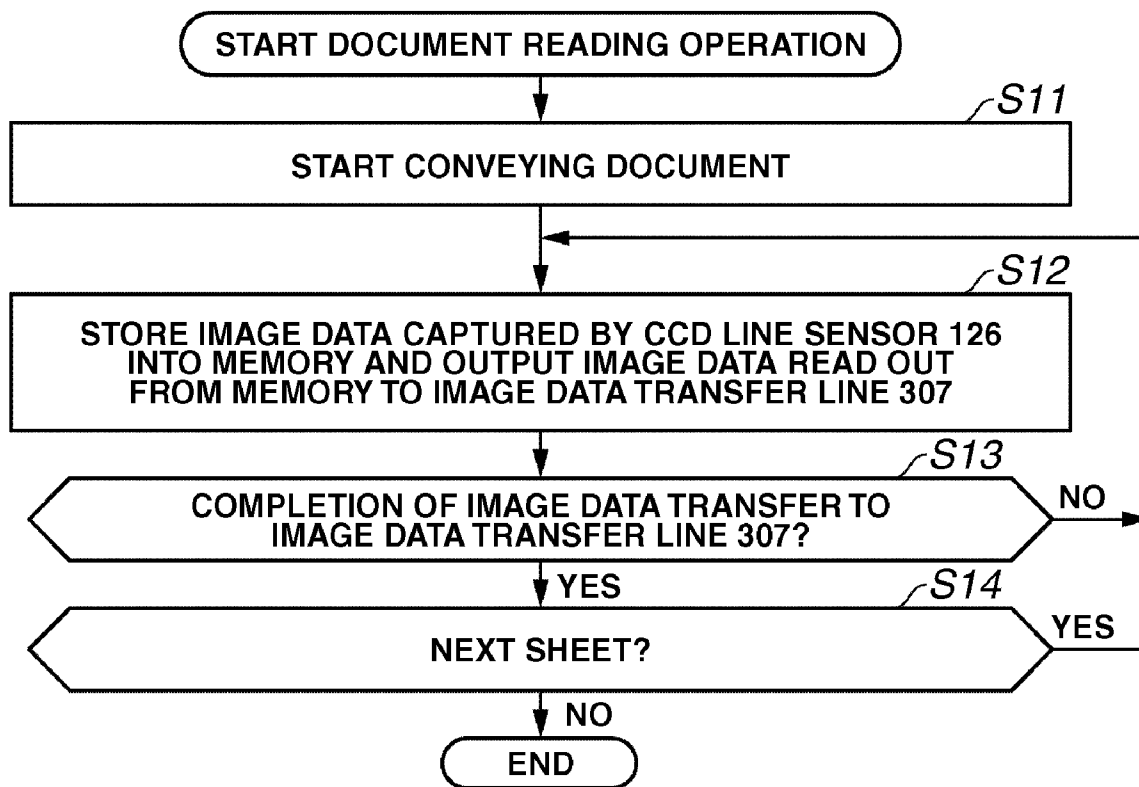 START DOCUMENT READING OPERATION
S11
START CONVEYING DOCUMENT
S12
STORE IMAGE DATA CAPTURED BY CCD LINE SENSOR 126
INTO MEMORY AND OUTPUT IMAGE DATA READ OUT
FROM MEMORY TO IMAGE DATA TRANSFER LINE 307
S13
COMPLETION OF IMAGE DATA TRANSFER TO
IMAGE DATA TRANSFER LINE 307?
NO
YES
S14
NEXT SHEET?
YES
NO
END